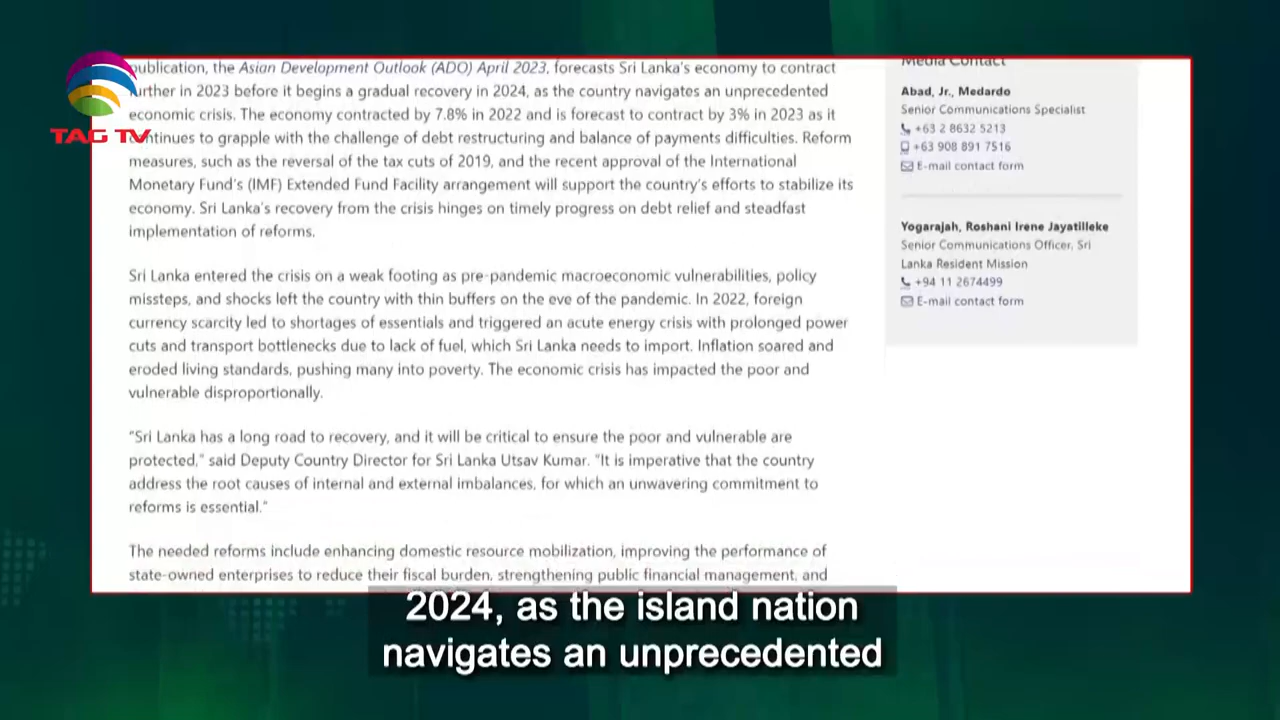 publication, the Asian Development Outlook (ADO) April 2023, forecasts Sri Lanka's economy to contract
further in 2023 before it begins a gradual recovery in 2024, as the country navigates an unprecedented
economic crisis. The economy contracted by 7.8% in 2022 and is forecast to contract by 3% in 2023 as it
continues to grapple with the challenge of debt restructuring and balance of payments difficulties. Reform
measures, such as the reversal of the tax cuts of 2019, and the recent approval of the International
Monetary Fund's (IMF) Extended Fund Facility arrangement will support the country's efforts to stabilize its
economy. Sri Lanka's recovery from the crisis hinges on timely progress on debt relief and steadfast
implementation of reforms.
Sri Lanka entered the crisis on a weak footing as pre-pandemic macroeconomic vulnerabilities, policy
missteps, and shocks left the country with thin buffers on the eve of the pandemic. In 2022, foreign
currency scarcity led to shortages of essentials and triggered an acute energy crisis with prolonged power
cuts and transport bottlenecks due to lack of fuel, which Sri Lanka needs to import. Inflation soared and
eroded living standards, pushing many into poverty. The economic crisis has impacted the poor and
vulnerable disproportionally.
"Sri Lanka has a long road to recovery, and it will be critical to ensure the poor and vulnerable are
protected," said Deputy Country Director for Sri Lanka Utsav Kumar. "It is imperative that the country
address the root causes of internal and external imbalances, for which an unwavering commitment to
reforms is essential."
The needed reforms include enhancing domestic resource mobilization, improving the performance of
state-owned enterprises to reduce their fiscal burden, strengthening public financial management, and
Media Contact
Abad, Jr., Medardo
Senior Communications Specialist
+63 2 8632 5213
+63 908 891 7516
E-mail contact form
Yogarajah, Roshani Irene Jayatilleke
Senior Communications Officer, Sri
Lanka Resident Mission
+94 11 2674499
E-mail contact form
TAG TV
2024, as the island nation
navigates an unprecedented